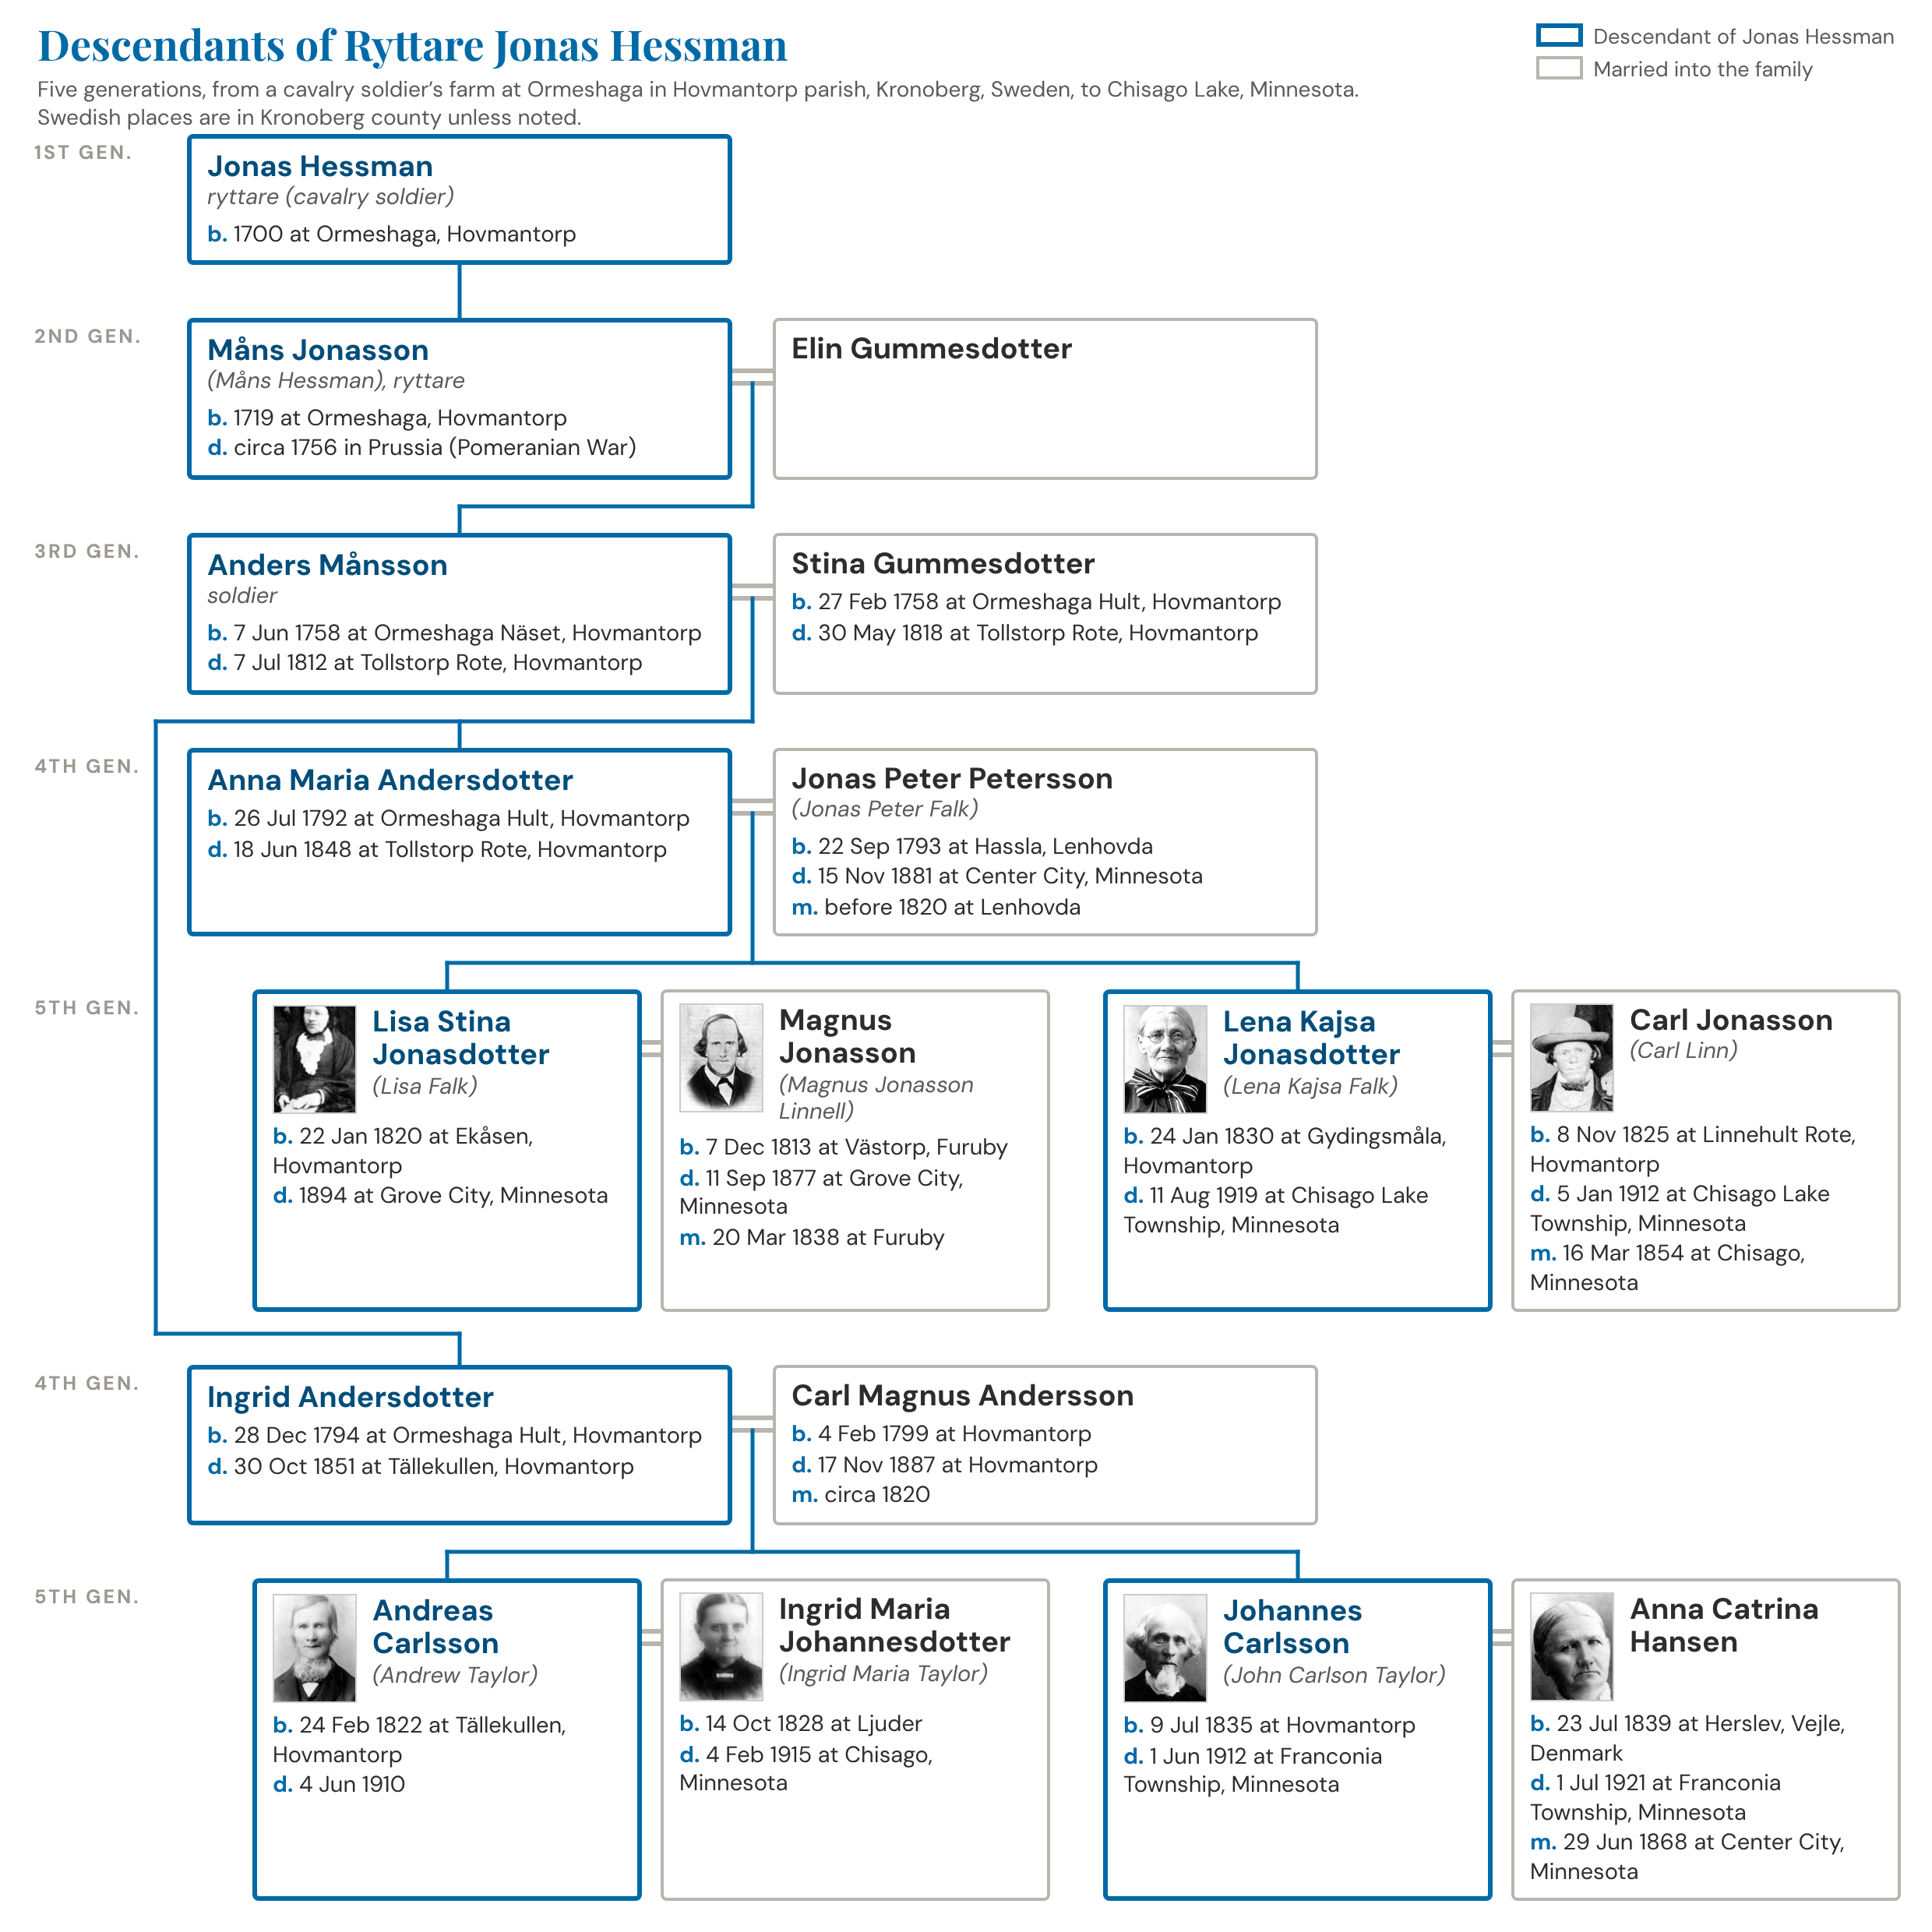 Descendants of Ryttare Jonas Hessman
Five generations, from a cavalry soldier’s farm at Ormeshaga in Hovmantorp parish, Kronoberg, Sweden, to Chisago Lake, Minnesota.
Swedish places are in Kronoberg county unless noted.
Descendant of Jonas Hessman
Married into the family
1ST GEN.
Jonas Hessman
ryttare (cavalry soldier)
b. 1700 at Ormeshaga, Hovmantorp
2ND GEN.
Måns Jonasson
(Måns Hessman), ryttare
b. 1719 at Ormeshaga, Hovmantorp
d. circa 1756 in Prussia (Pomeranian War)
Elin Gummesdotter
3RD GEN.
Anders Månsson
soldier
b. 7 Jun 1758 at Ormeshaga Näset, Hovmantorp
d. 7 Jul 1812 at Tollstorp Rote, Hovmantorp
Stina Gummesdotter
b. 27 Feb 1758 at Ormeshaga Hult, Hovmantorp
d. 30 May 1818 at Tollstorp Rote, Hovmantorp
4TH GEN.
Anna Maria Andersdotter
b. 26 Jul 1792 at Ormeshaga Hult, Hovmantorp
d. 18 Jun 1848 at Tollstorp Rote, Hovmantorp
Jonas Peter Petersson
(Jonas Peter Falk)
b. 22 Sep 1793 at Hassla, Lenhovda
d. 15 Nov 1881 at Center City, Minnesota
m. before 1820 at Lenhovda
5TH GEN.
Lisa Stina
Jonasdotter
(Lisa Falk)
b. 22 Jan 1820 at Ekåsen,
Hovmantorp
d. 1894 at Grove City, Minnesota
Magnus
Jonasson
(Magnus Jonasson
Linnell)
b. 7 Dec 1813 at Västorp, Furuby
d. 11 Sep 1877 at Grove City,
Minnesota
m. 20 Mar 1838 at Furuby
Lena Kajsa
Jonasdotter
(Lena Kajsa Falk)
b. 24 Jan 1830 at Gydingsmåla,
Hovmantorp
d. 11 Aug 1919 at Chisago Lake
Township, Minnesota
Carl Jonasson
(Carl Linn)
b. 8 Nov 1825 at Linnehult Rote,
Hovmantorp
d. 5 Jan 1912 at Chisago Lake
Township, Minnesota
m. 16 Mar 1854 at Chisago,
Minnesota
4TH GEN.
Ingrid Andersdotter
b. 28 Dec 1794 at Ormeshaga Hult, Hovmantorp
d. 30 Oct 1851 at Tällekullen, Hovmantorp
Carl Magnus Andersson
b. 4 Feb 1799 at Hovmantorp
d. 17 Nov 1887 at Hovmantorp
m. circa 1820
5TH GEN.
Andreas
Carlsson
(Andrew Taylor)
b. 24 Feb 1822 at Tällekullen,
Hovmantorp
d. 4 Jun 1910
Ingrid Maria
Johannesdotter
(Ingrid Maria Taylor)
b. 14 Oct 1828 at Ljuder
d. 4 Feb 1915 at Chisago,
Minnesota
Johannes
Carlsson
(John Carlson Taylor)
b. 9 Jul 1835 at Hovmantorp
d. 1 Jun 1912 at Franconia
Township, Minnesota
Anna Catrina
Hansen
b. 23 Jul 1839 at Herslev, Vejle,
Denmark
d. 1 Jul 1921 at Franconia
Township, Minnesota
m. 29 Jun 1868 at Center City,
Minnesota